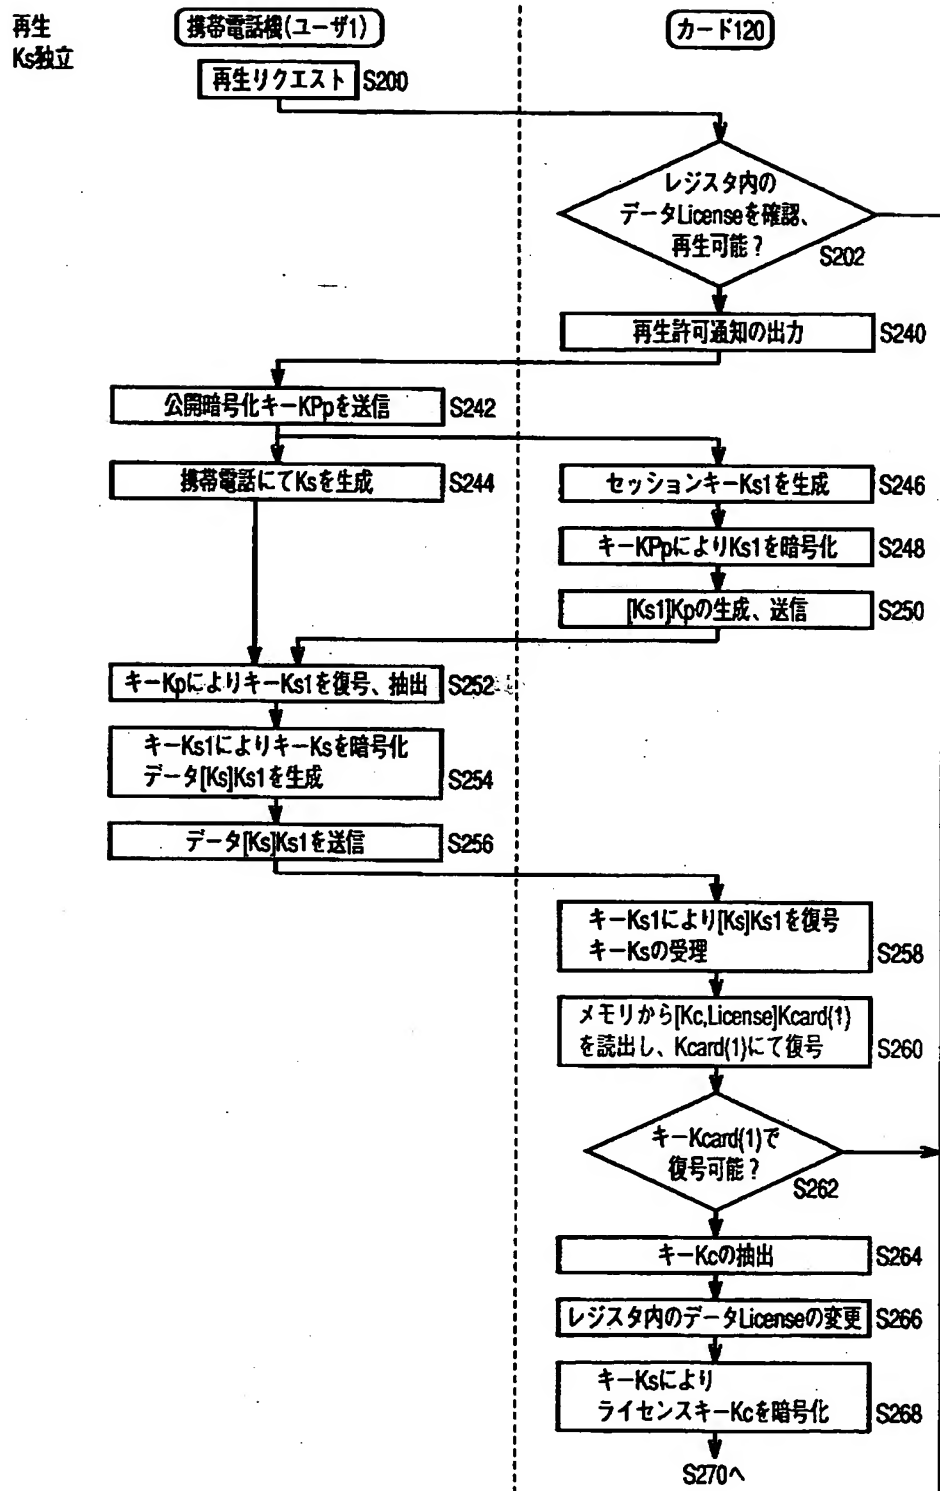 再生
Ks独立
携帯電話機(ユーザ1)
カード120
再生リクエスト
S200
レジスタ内の
データLicenseを確認、
再生可能？
S202
再生許可通知の出力
S240
公開暗号化キーKPpを送信
S242
携帯電話にてKsを生成
S244
セッションキーKs1を生成
S246
キーKPpによりKs1を暗号化
S248
[Ks1]Kpの生成、送信
S250
キーKpによりキーKs1を復号、抽出
S252
キーKs1によりキーKsを暗号化
データ[Ks]Ks1を生成
S254
データ[Ks]Ks1を送信
S256
キーKs1により[Ks]Ks1を復号
キーKsの受理
S258
メモリから[Kc,License]Kcard(1)
を読出し、Kcard(1)にて復号
S260
キーKcard(1)で
復号可能？
S262
キーKcの抽出
S264
レジスタ内のデータLicenseの変更
S266
キーKsにより
ライセンスキーKcを暗号化
S268
S270へ